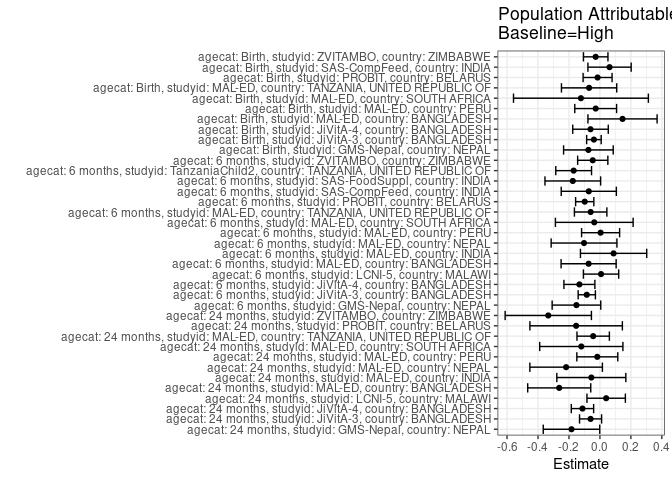 Population Attributable
Baseline=High
agecat: Birth, studyid: ZVITAMBO, country: ZIMBABWE
agecat: Birth, studyid: SAS-CompFeed, country: INDIA
agecat: Birth, studyid: PROBIT, country: BELARUS
agecat: Birth, studyid: MAL-ED, country: TANZANIA, UNITED REPUBLIC OF
agecat: Birth, studyid: MAL-ED, country: SOUTH AFRICA
agecat: Birth, studyid: MAL-ED, country: PERU
agecat: Birth, studyid: MAL-ED, country: BANGLADESH
agecat: Birth, studyid: JiVitA-4, country: BANGLADESH
agecat: Birth, studyid: JiVitA-3, country: BANGLADESH
agecat: Birth, studyid: GMS-Nepal, country: NEPAL
agecat: 6 months, studyid: ZVITAMBO, country: ZIMBABWE
agecat: 6 months, studyid: TanzaniaChild2, country: TANZANIA, UNITED REPUBLIC OF
agecat: 6 months, studyid: SAS-FoodSuppl, country: INDIA
agecat: 6 months, studyid: SAS-CompFeed, country: INDIA
agecat: 6 months, studyid: PROBIT, country: BELARUS
agecat: 6 months, studyid: MAL-ED, country: TANZANIA, UNITED REPUBLIC OF
agecat: 6 months, studyid: MAL-ED, country: SOUTH AFRICA
agecat: 6 months, studyid: MAL-ED, country: PERU
agecat: 6 months, studyid: MAL-ED, country: NEPAL
agecat: 6 months, studyid: MAL-ED, country: INDIA
agecat: 6 months, studyid: MAL-ED, country: BANGLADESH
agecat: 6 months, studyid: LCNI-5, country: MALAWI
agecat: 6 months, studyid: JiVitA-4, country: BANGLADESH
agecat: 6 months, studyid: JiVitA-3, country: BANGLADESH
agecat: 6 months, studyid: GMS-Nepal, country: NEPAL
agecat: 24 months, studyid: ZVITAMBO, country: ZIMBABWE
agecat: 24 months, studyid: PROBIT, country: BELARUS
agecat: 24 months, studyid: MAL-ED, country: TANZANIA, UNITED REPUBLIC OF
agecat: 24 months, studyid: MAL-ED, country: SOUTH AFRICA
agecat: 24 months, studyid: MAL-ED, country: PERU
agecat: 24 months, studyid: MAL-ED, country: NEPAL
agecat: 24 months, studyid: MAL-ED, country: INDIA
agecat: 24 months, studyid: MAL-ED, country: BANGLADESH
agecat: 24 months, studyid: LCNI-5, country: MALAWI
agecat: 24 months, studyid: JiVitA-4, country: BANGLADESH
agecat: 24 months, studyid: JiVitA-3, country: BANGLADESH
agecat: 24 months, studyid: GMS-Nepal, country: NEPAL
-0.6 -0.4 -0.2 0.0 0.2 0.4
Estimate